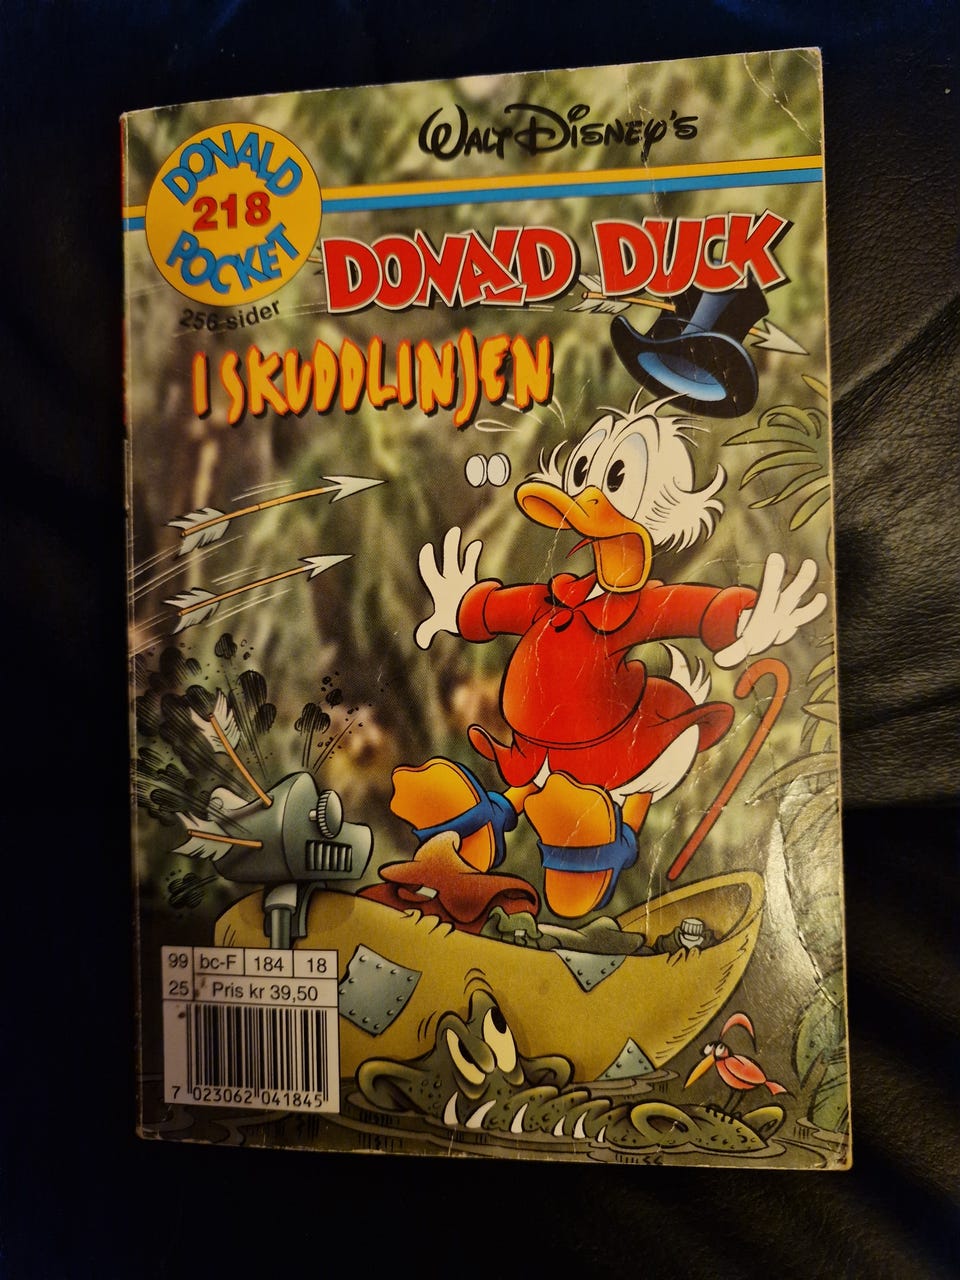 WALT DISNEY'S
DONALD
218
POCKET
256 sider
DONALD DUCK
I SKUDDLINJEN
99 bc-F 184 18
25 Pris kr 39,50
7 023062 041845